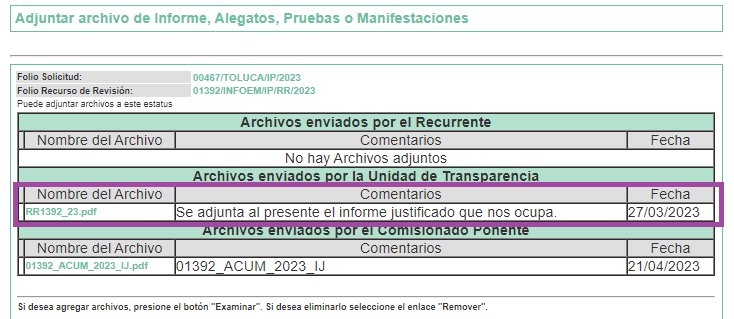 Adjuntar archivo de Informe, Alegatos, Pruebas o Manifestaciones
Folio Solicitud: 00467/TOLUCA/IP/2023
Folio Recurso de Revisión: 01392/INFOEM/IP/RR/2023
Puede adjuntar archivos a este estatus
Archivos enviados por el Recurrente
Nombre del Archivo Comentarios Fecha
No hay Archivos adjuntos
Archivos enviados por la Unidad de Transparencia
Nombre del Archivo Comentarios Fecha
RR1392_23.pdf Se adjunta al presente el informe justificado que nos ocupa. 27/03/2023
Archivos enviados por el Comisionado Ponente
Nombre del Archivo Comentarios Fecha
01392_ACUM_2023_IJ.pdf 01392_ACUM_2023_IJ 21/04/2023
Si desea agregar archivos, presione el botón "Examinar". Si desea eliminarlo seleccione el enlace "Remover".